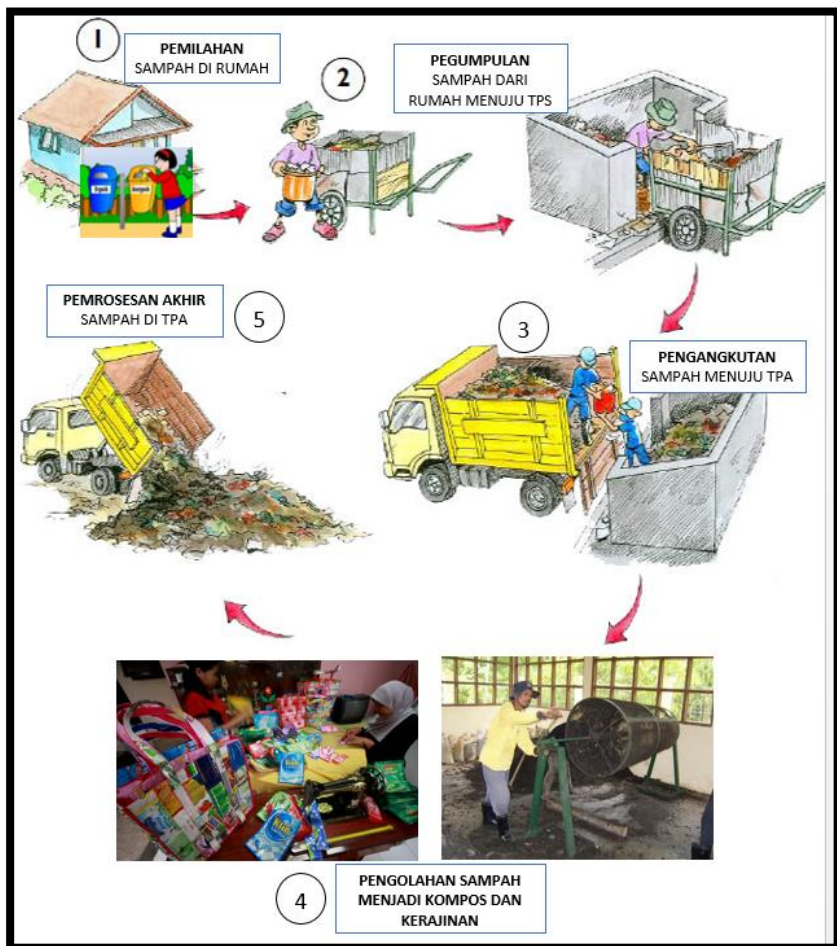 1
PEMILAHAN
SAMPAH DI RUMAH
2
PEGUMPULAN
SAMPAH DARI
RUMAH MENUJU TPS
3
PENGANGKUTAN
SAMPAH MENUJU TPA
4
PENGOLAHAN SAMPAH
MENJADI KOMPOS DAN
KERAJINAN
5
PEMROSESAN AKHIR
SAMPAH DI TPA